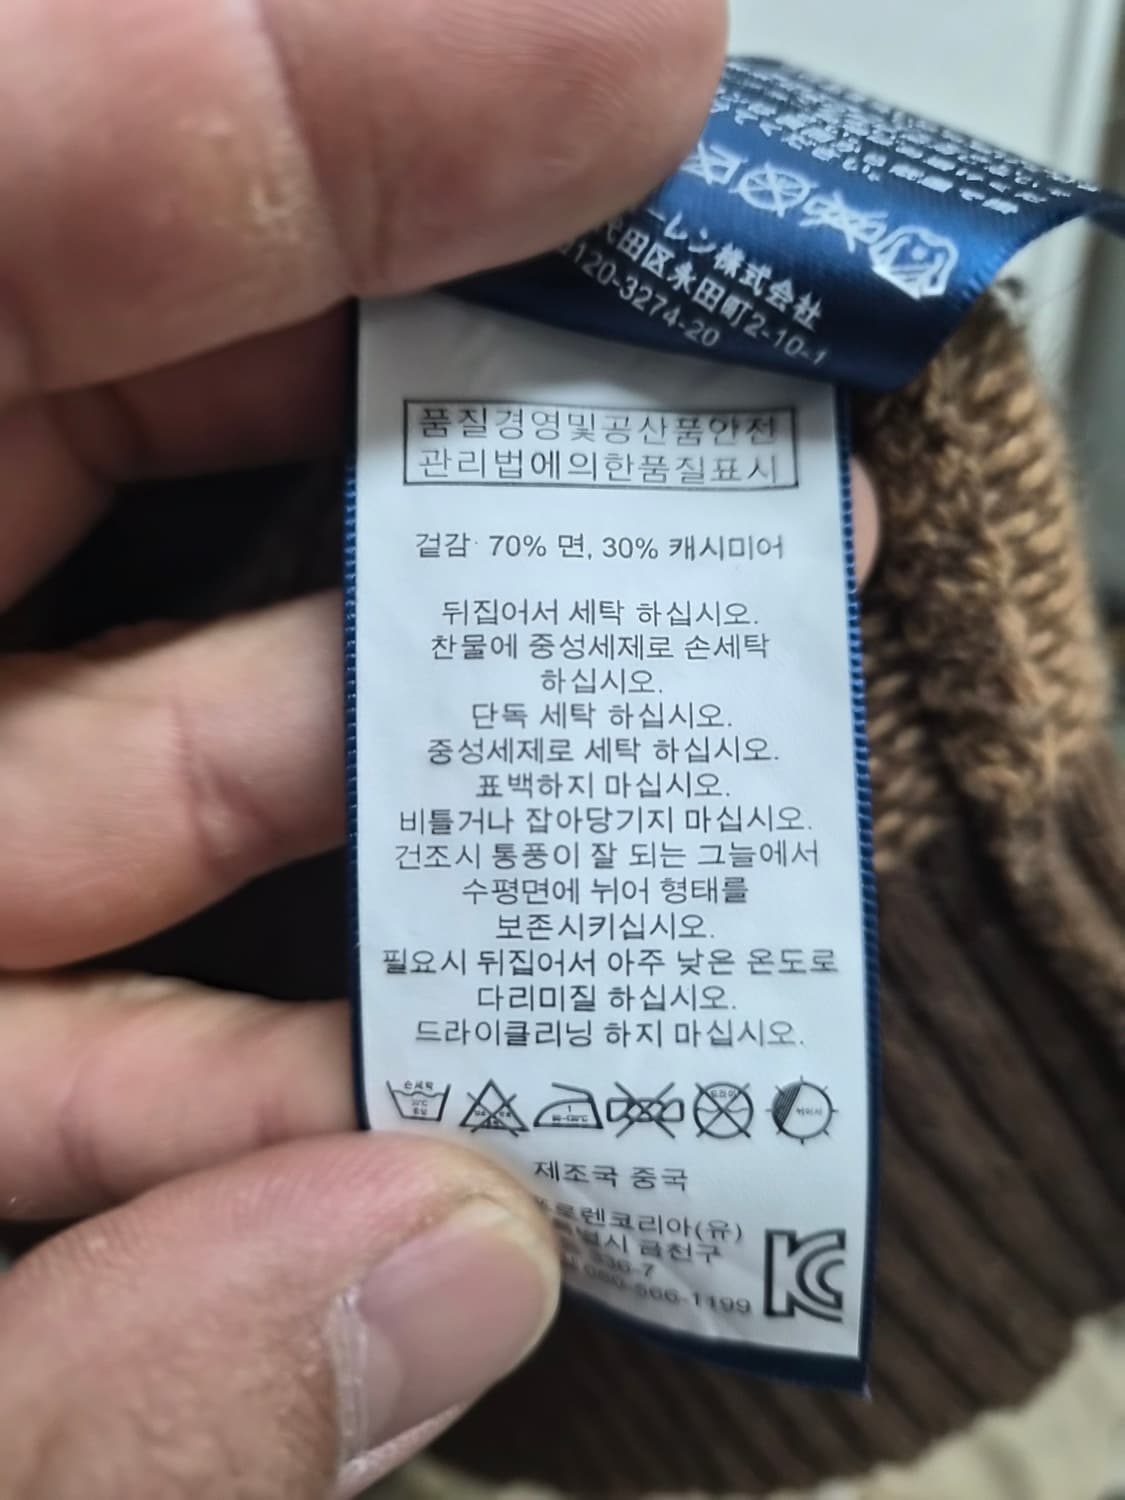 ーレン株式会社
代田区永田町2-10-1
120-3274-20
품질경영및공산품안전
관리법에의한품질표시
겉감: 70% 면, 30% 캐시미어
뒤집어서 세탁 하십시오.
찬물에 중성세제로 손세탁
하십시오.
단독 세탁 하십시오.
중성세제로 세탁 하십시오.
표백하지 마십시오.
비틀거나 잡아당기지 마십시오.
건조시 통풍이 잘 되는 그늘에서
수평면에 뉘어 형태를
보존시키십시오.
필요시 뒤집어서 아주 낮은 온도로
다리미질 하십시오.
드라이클리닝 하지 마십시오.
손세탁
제조국 중국
로렌코리아(유)
별시 금천구
336-7
080-566-1199
KC